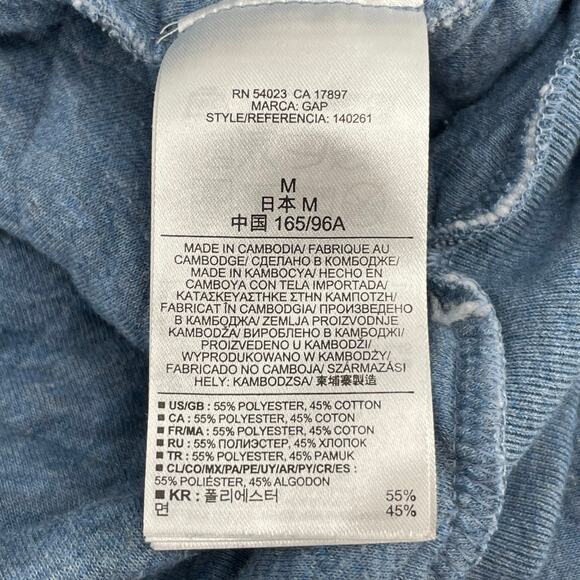 RN 54023 CA 17897
MARCA: GAP
STYLE/REFERENCIA: 140261
M
日本 M
中国 165/96A
MADE IN CAMBODIA/ FABRIQUE AU
CAMBODGE/ СДЕЛАНО В КОМБОДЖЕ/
MADE IN KAMBOCYA/ HECHO EN
CAMBOYA CON TELA IMPORTADA/
ΚΑΤΑΣΚΕΥΑΣΤΗΚΕ ΣΤΗΝ ΚΑΜΠΟΤΖΗ/
FABRICAT ÎN CAMBODGIA/ ПРОИЗВЕДЕНО
В КАМБОДЖА/ ZEMLJA PROIZVODNJE
KAMBODŽA/ ВИРОБЛЕНО В КАМБОДЖІ/
PROIZVEDENO U KAMBODŽI/
WYPRODUKOWANO W KAMBODŻY/
FABRICADO NO CAMBOJA/ SZÁRMAZÁSI
HELY: KAMBODZSA/ 柬埔寨製造
■ US/GB : 55% POLYESTER, 45% COTTON
■ CA : 55% POLYESTER, 45% COTON
■ FR/MA : 55% POLYESTER, 45% COTON
■ RU : 55% ПОЛИЭСТЕР, 45% ХЛОПОК
■ TR : 55% POLYESTER, 45% PAMUK
■ CL/CO/MX/PA/PE/UY/AR/PY/CR/ES :
55% POLIÉSTER, 45% ALGODON
■ KR : 폴리에스터 55%
면 45%